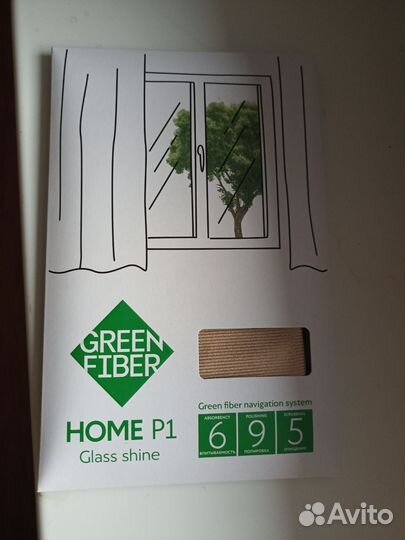 GREEN
FIBER
HOME P1
Glass shine
Green fiber navigation system
ABSORBENCY 6 ВПИТЫВАЕМОСТЬ
POLISHING 9 ПОЛИРОВКА
SCRUBBING 5
Avito